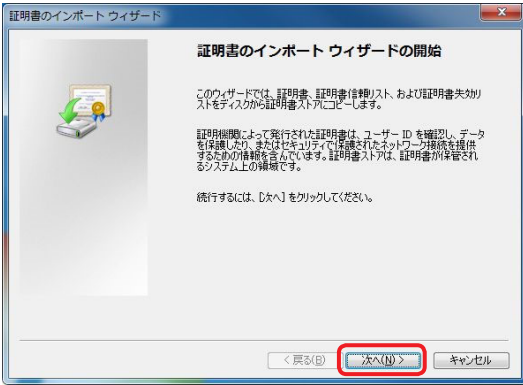 証明書のインポート ウィザード
証明書のインポート ウィザードの開始
このウィザードでは、証明書、証明書信頼リスト、および証明書失効リ
ストをディスクから証明書ストアにコピーします。
証明機関によって発行された証明書は、ユーザー ID を確認し、データ
を保護したり、またはセキュリティで保護されたネットワーク接続を提供
するための情報を含んでいます。証明書ストアは、証明書が保管され
るシステム上の領域です。
続行するには、[次へ] をクリックしてください。
< 戻る(B)
次へ(N) >
キャンセル